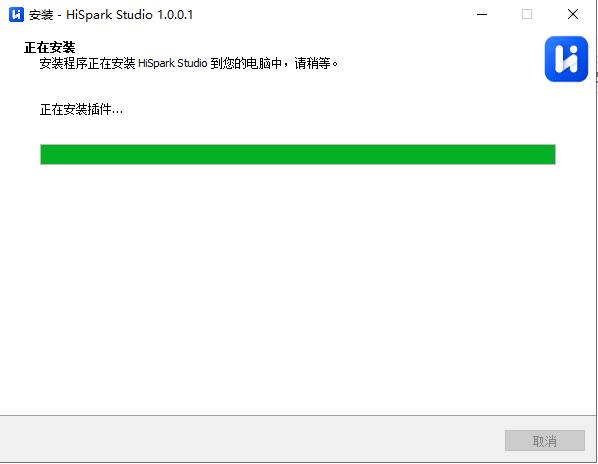 安装 - HiSpark Studio 1.0.0.1
正在安装
安装程序正在安装 HiSpark Studio 到您的电脑中，请稍等。
正在安装插件...
取消